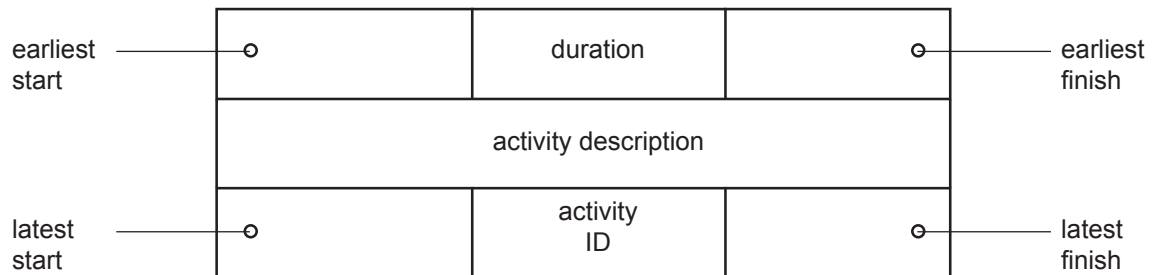 earliest
start
duration
earliest
finish
activity description
latest
start
activity
ID
latest
finish